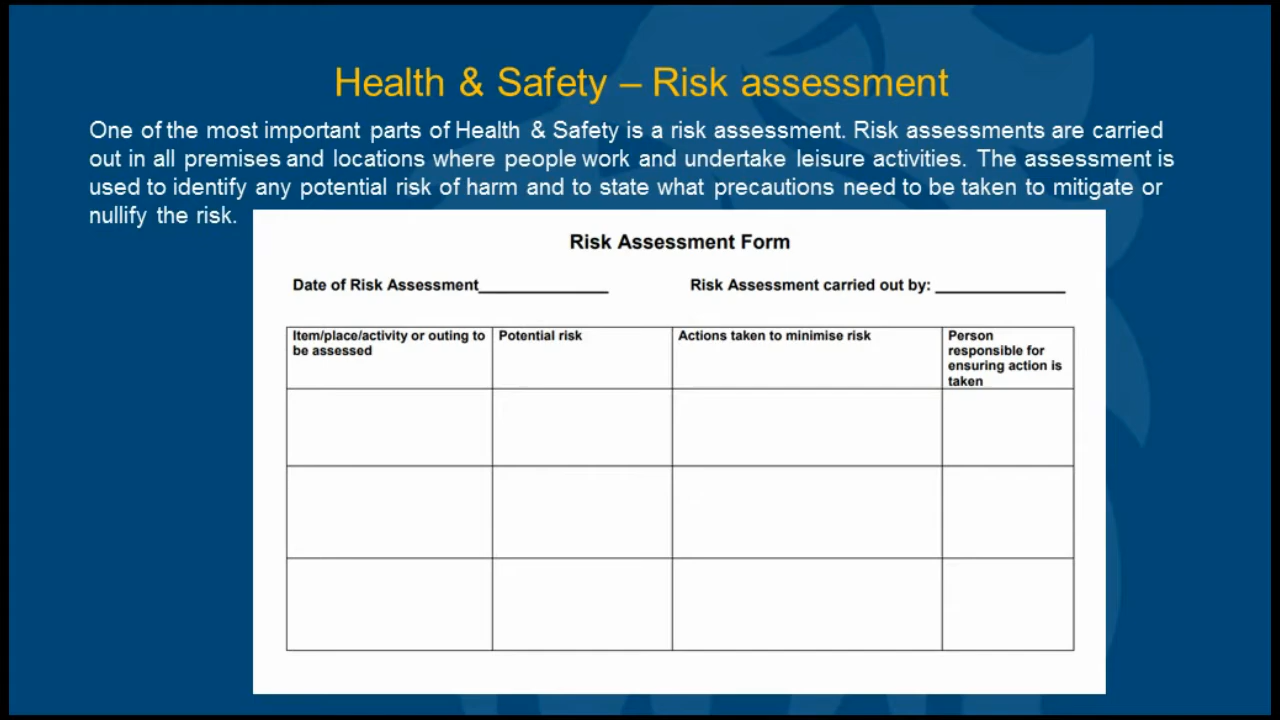 Health & Safety – Risk assessment
One of the most important parts of Health & Safety is a risk assessment. Risk assessments are carried
out in all premises and locations where people work and undertake leisure activities. The assessment is
used to identify any potential risk of harm and to state what precautions need to be taken to mitigate or
nullify the risk.
Risk Assessment Form
Date of Risk Assessment_______________ Risk Assessment carried out by: _______________
Item/place/activity or outing to
be assessed
Potential risk
Actions taken to minimise risk
Person
responsible for
ensuring action is
taken